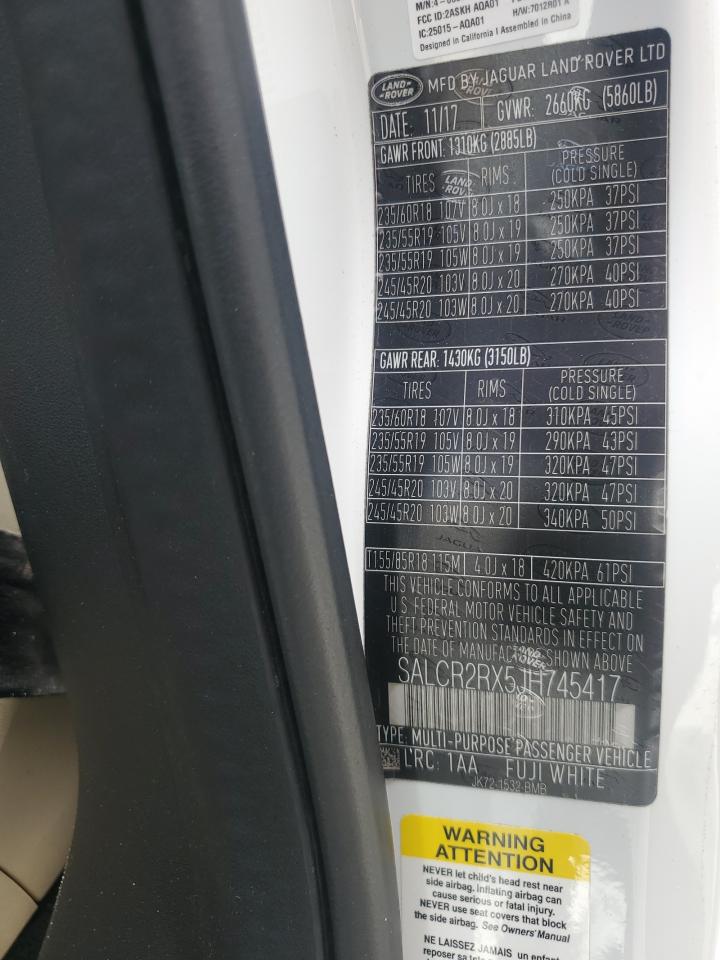 FCC ID:2ASKH AQA01
IC:25015-AQA01
H/W:7012R01 A
Designed in California I Assembled in China
LAND ROVER MFD BY JAGUAR LAND ROVER LTD
DATE: 11/17 GVWR: 2660KG (5860LB)
GAWR FRONT: 1310KG (2885LB)
TIRES RIMS PRESSURE (COLD SINGLE)
235/60R18 107V 8.0J x 18 250KPA 37PSI
235/55R19 105V 8.0J x 19 250KPA 37PSI
235/55R19 105W 8.0J x 19 250KPA 37PSI
245/45R20 103V 8.0J x 20 270KPA 40PSI
245/45R20 103W 8.0J x 20 270KPA 40PSI
GAWR REAR: 1430KG (3150LB)
TIRES RIMS PRESSURE (COLD SINGLE)
235/60R18 107V 8.0J x 18 310KPA 45PSI
235/55R19 105V 8.0J x 19 290KPA 43PSI
235/55R19 105W 8.0J x 19 320KPA 47PSI
245/45R20 103V 8.0J x 20 320KPA 47PSI
245/45R20 103W 8.0J x 20 340KPA 50PSI
T155/85R18 115M 4.0J x 18 420KPA 61PSI
THIS VEHICLE CONFORMS TO ALL APPLICABLE
U.S. FEDERAL MOTOR VEHICLE SAFETY AND
THEFT PREVENTION STANDARDS IN EFFECT ON
THE DATE OF MANUFACTURE SHOWN ABOVE
SALCR2RX5JH745417
TYPE: MULTI-PURPOSE PASSENGER VEHICLE
LRC: 1AA FUJI WHITE
JK72-1532-BMB
WARNING
ATTENTION
NEVER let child's head rest near
side airbag. Inflating airbag can
cause serious or fatal injury.
NEVER use seat covers that block
the side airbag. See Owners' Manual
NE LAISSEZ JAMAIS un enfant
reposer sa